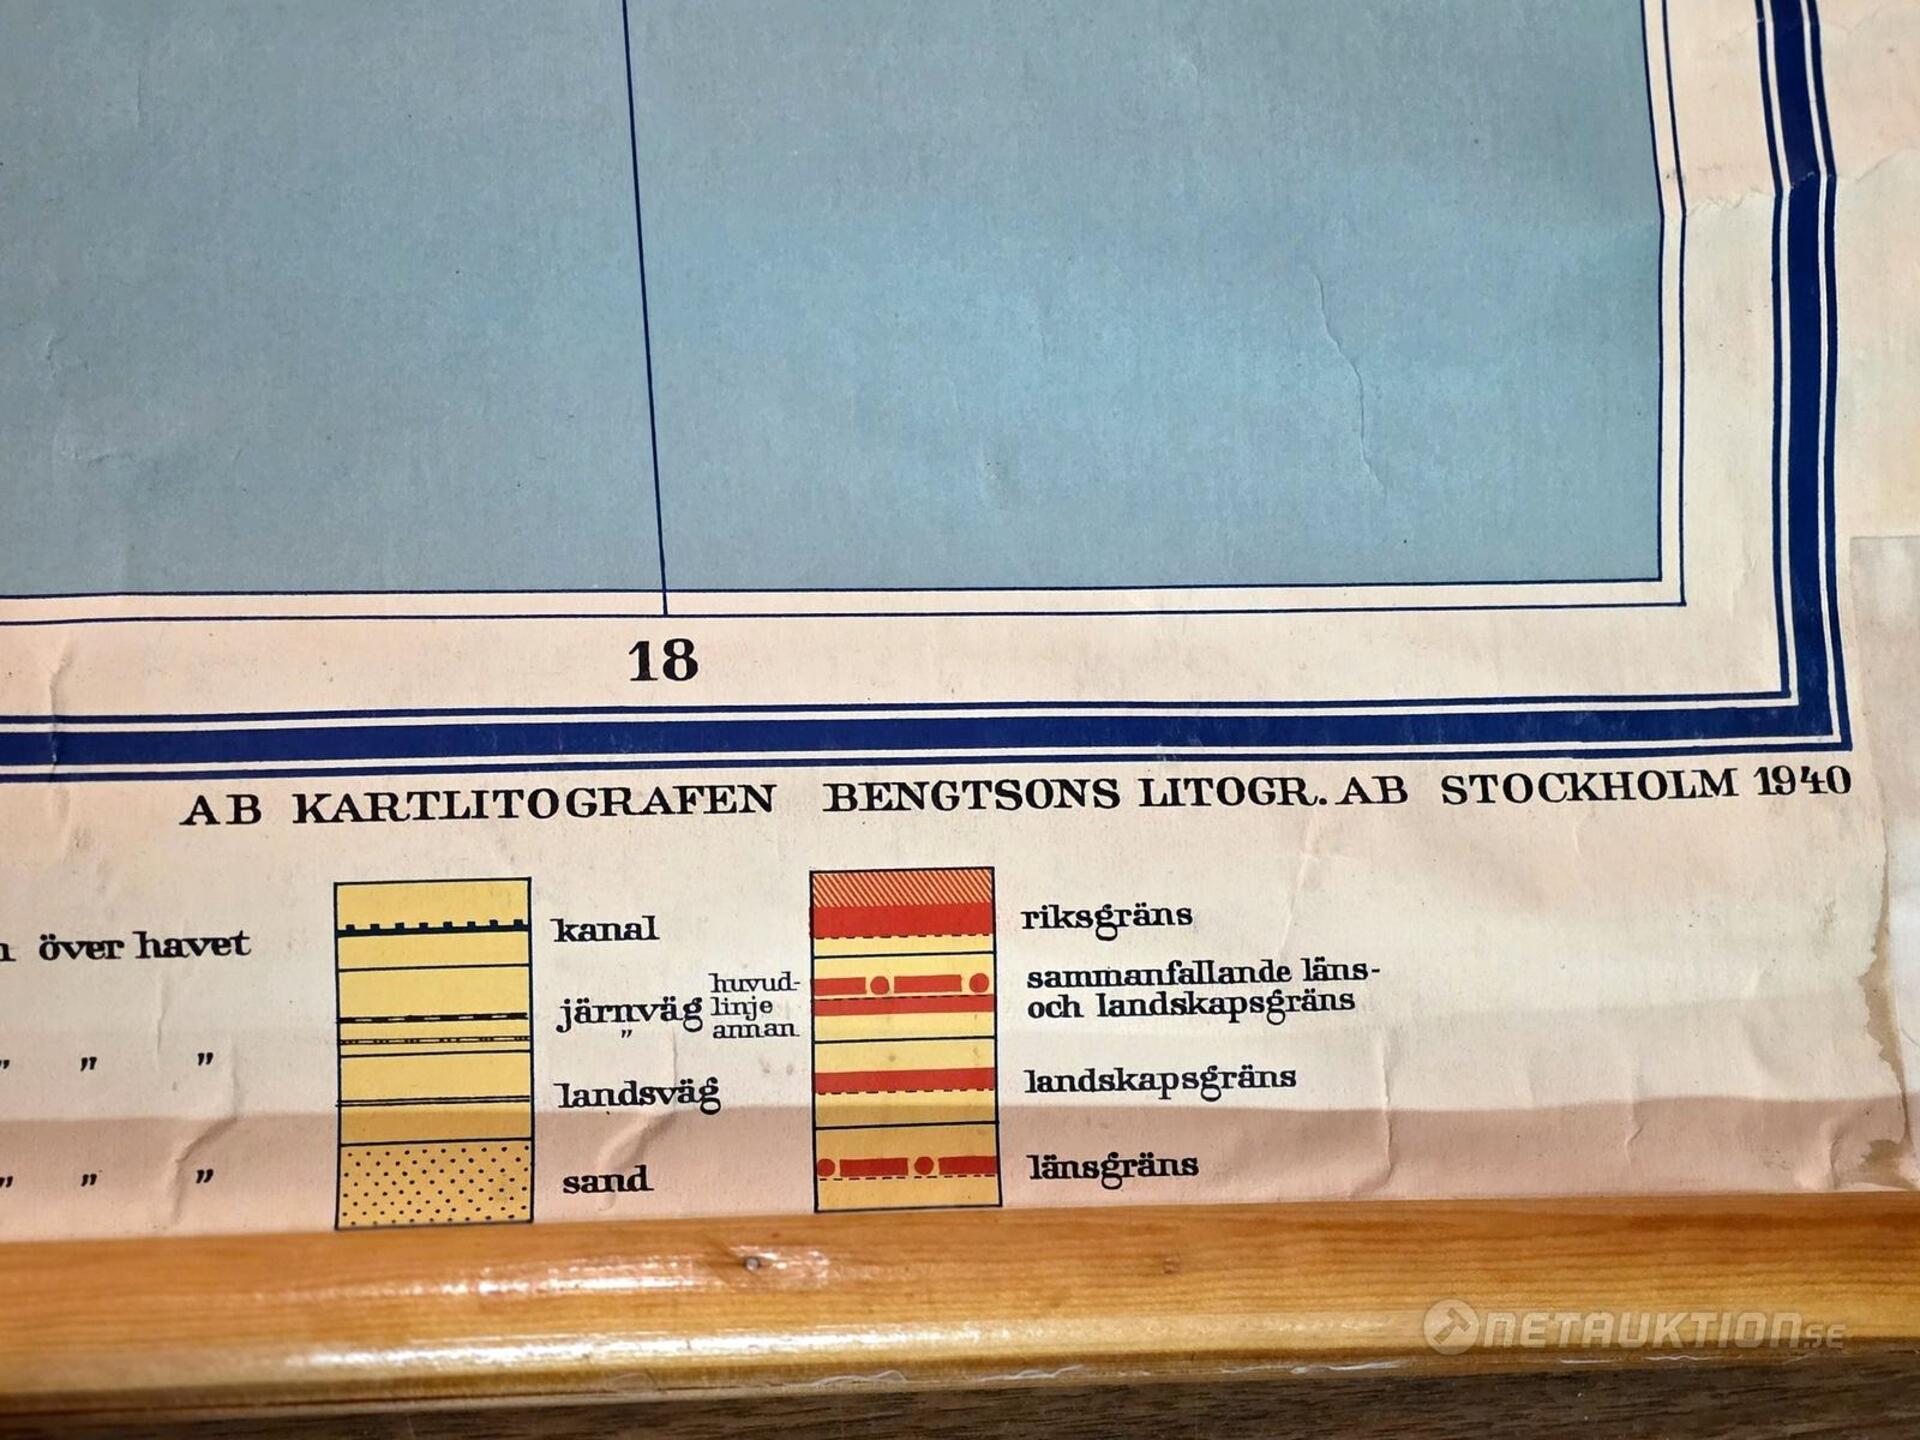 18
AB KARTLITOGRAFEN BENGTSONS LITOGR. AB STOCKHOLM 1940
över havet
" "
" "
kanal
järnväg huvud-
linje
" annan
landsväg
sand
riksgräns
sammanfallande läns-
och landskapsgräns
landskapsgräns
länsgräns
NETAUKTION.SE